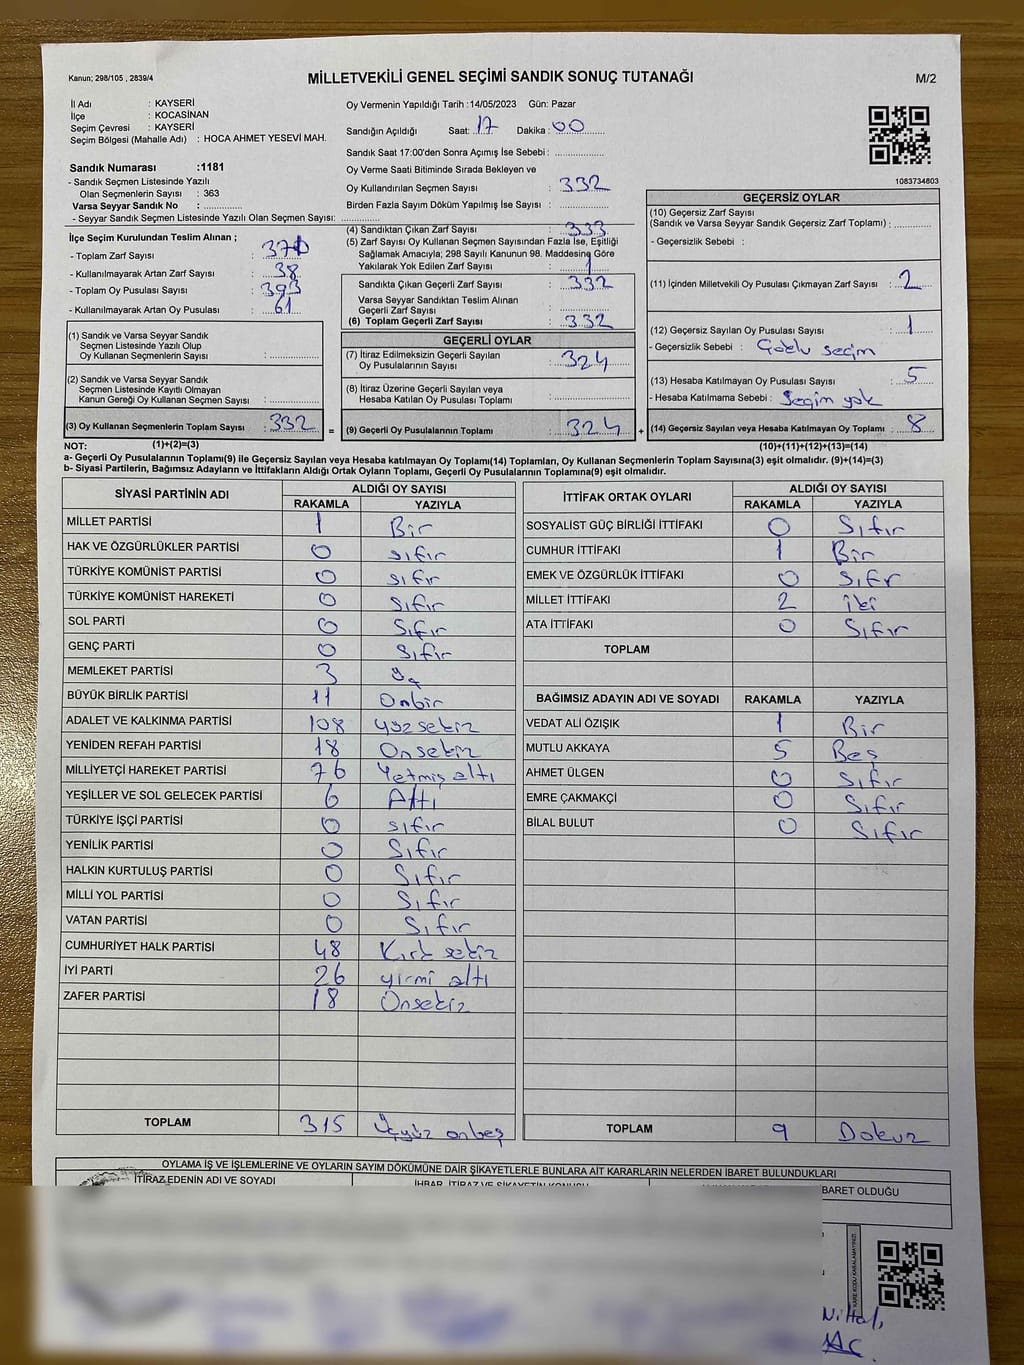 Kanun; 298/105 , 2839/4
MİLLETVEKİLİ GENEL SEÇİMİ SANDIK SONUÇ TUTANAĞI
M/2
İl Adı : KAYSERİ
İlçe : KOCASİNAN
Seçim Çevresi : KAYSERİ
Seçim Bölgesi (Mahalle Adı) : HOCA AHMET YESEVİ MAH.
Sandık Numarası :1181
- Sandık Seçmen Listesinde Yazılı
Olan Seçmenlerin Sayısı : 363
Varsa Seyyar Sandık No :
- Seyyar Sandık Seçmen Listesinde Yazılı Olan Seçmen Sayısı:
Oy Vermenin Yapıldığı Tarih :14/05/2023 Gün: Pazar
Sandığın Açıldığı Saat: 17 Dakika: 00
Sandık Saat 17:00'den Sonra Açımış İse Sebebi :
Oy Verme Saati Bitiminde Sırada Bekleyen ve
Oy Kullandırılan Seçmen Sayısı : 332
Birden Fazla Sayım Döküm Yapılmış İse Sayısı :
1083734803
İlçe Seçim Kurulundan Teslim Alınan ;
- Toplam Zarf Sayısı : 370
- Kullanılmayarak Artan Zarf Sayısı : 38
- Toplam Oy Pusulası Sayısı : 393
- Kullanılmayarak Artan Oy Pusulası : 61
(4) Sandıktan Çıkan Zarf Sayısı : 333
(5) Zarf Sayısı Oy Kullanan Seçmen Sayısından Fazla İse, Eşitliği
Sağlamak Amacıyla; 298 Sayılı Kanunun 98. Maddesine Göre
Yakılarak Yok Edilen Zarf Sayısı : 1
Sandıkta Çıkan Geçerli Zarf Sayısı : 332
Varsa Seyyar Sandıktan Teslim Alınan
Geçerli Zarf Sayısı :
(6) Toplam Geçerli Zarf Sayısı : 332
GEÇERSİZ OYLAR
(10) Geçersiz Zarf Sayısı
(Sandık ve Varsa Seyyar Sandık Geçersiz Zarf Toplamı) :
- Geçersizlik Sebebi :
(11) İçinden Milletvekili Oy Pusulası Çıkmayan Zarf Sayısı : 2
(12) Geçersiz Sayılan Oy Pusulası Sayısı : 1
- Geçersizlik Sebebi : Çoklu seçim
(13) Hesaba Katılmayan Oy Pusulası Sayısı : 5
- Hesaba Katılmama Sebebi : Seçim yok
(14) Geçersiz Sayılan veya Hesaba Katılmayan Oy Toplamı : 8
(1) Sandık ve Varsa Seyyar Sandık
Seçmen Listesinde Yazılı Olup
Oy Kullanan Seçmenlerin Sayısı :
(2) Sandık ve Varsa Seyyar Sandık
Seçmen Listesinde Kayıtlı Olmayan
Kanun Gereği Oy Kullanan Seçmen Sayısı :
(3) Oy Kullanan Seçmenlerin Toplam Sayısı : 332 =
GEÇERLİ OYLAR
(7) İtiraz Edilmeksizin Geçerli Sayılan
Oy Pusulalarının Sayısı : 324
(8) İtiraz Üzerine Geçerli Sayılan veya
Hesaba Katılan Oy Pusulası Toplamı :
(9) Geçerli Oy Pusulalarının Toplamı : 324 +
NOT: (1)+(2)=(3)
(10)+(11)+(12)+(13)=(14)
a- Geçerli Oy Pusulalarının Toplamı(9) ile Geçersiz Sayılan veya Hesaba katılmayan Oy Toplamı(14) Toplamları, Oy Kullanan Seçmenlerin Toplam Sayısına(3) eşit olmalıdır. (9)+(14)=(3)
b- Siyasi Partilerin, Bağımsız Adayların ve İttifakların Aldığı Ortak Oyların Toplamı, Geçerli Oy Pusulalarının Toplamına(9) eşit olmalıdır.
SİYASİ PARTİNİN ADI ALDIĞI OY SAYISI
RAKAMLA YAZIYLA
MİLLET PARTİSİ 1 Bir
HAK VE ÖZGÜRLÜKLER PARTİSİ 0 sıfır
TÜRKİYE KOMÜNİST PARTİSİ 0 sıfır
TÜRKİYE KOMÜNİST HAREKETİ 0 Sıfır
SOL PARTİ 0 Sıfır
GENÇ PARTİ 0 Sıfır
MEMLEKET PARTİSİ 3 Üç
BÜYÜK BİRLİK PARTİSİ 11 Onbir
ADALET VE KALKINMA PARTİSİ 108 yüzsekiz
YENİDEN REFAH PARTİSİ 18 Onsekiz
MİLLİYETÇİ HAREKET PARTİSİ 76 Yetmiş altı
YEŞİLLER VE SOL GELECEK PARTİSİ 6 Altı
TÜRKİYE İŞÇİ PARTİSİ 0 sıfır
YENİLİK PARTİSİ 0 Sıfır
HALKIN KURTULUŞ PARTİSİ 0 Sıfır
MİLLİ YOL PARTİSİ 0 Sıfır
VATAN PARTİSİ 0 Sıfır
CUMHURİYET HALK PARTİSİ 48 Kırk sekiz
İYİ PARTİ 26 yirmi altı
ZAFER PARTİSİ 18 Onsekiz
TOPLAM 315 Üçyüz onbeş
İTTİFAK ORTAK OYLARI ALDIĞI OY SAYISI
RAKAMLA YAZIYLA
SOSYALİST GÜÇ BİRLİĞİ İTTİFAKI 0 Sıfır
CUMHUR İTTİFAKI 1 Bir
EMEK VE ÖZGÜRLÜK İTTİFAKI 0 Sıfır
MİLLET İTTİFAKI 2 iki
ATA İTTİFAKI 0 Sıfır
TOPLAM
BAĞIMSIZ ADAYIN ADI VE SOYADI RAKAMLA YAZIYLA
VEDAT ALİ ÖZIŞIK 1 Bir
MUTLU AKKAYA 5 Beş
AHMET ÜLGEN 0 Sıfır
EMRE ÇAKMAKÇİ 0 Sıfır
BİLAL BULUT 0 Sıfır
TOPLAM 9 Dokuz
OYLAMA İŞ VE İŞLEMLERİNE VE OYLARIN SAYIM DÖKÜMÜNE DAİR ŞİKAYETLERLE BUNLARA AİT KARARLARIN NELERDEN İBARET BULUNDUKLARI
İTİRAZ EDENİN ADI VE SOYADI
İHBAR, İTİRAZ VE ŞİKAYETİN KONUSU
BARET OLDUĞU